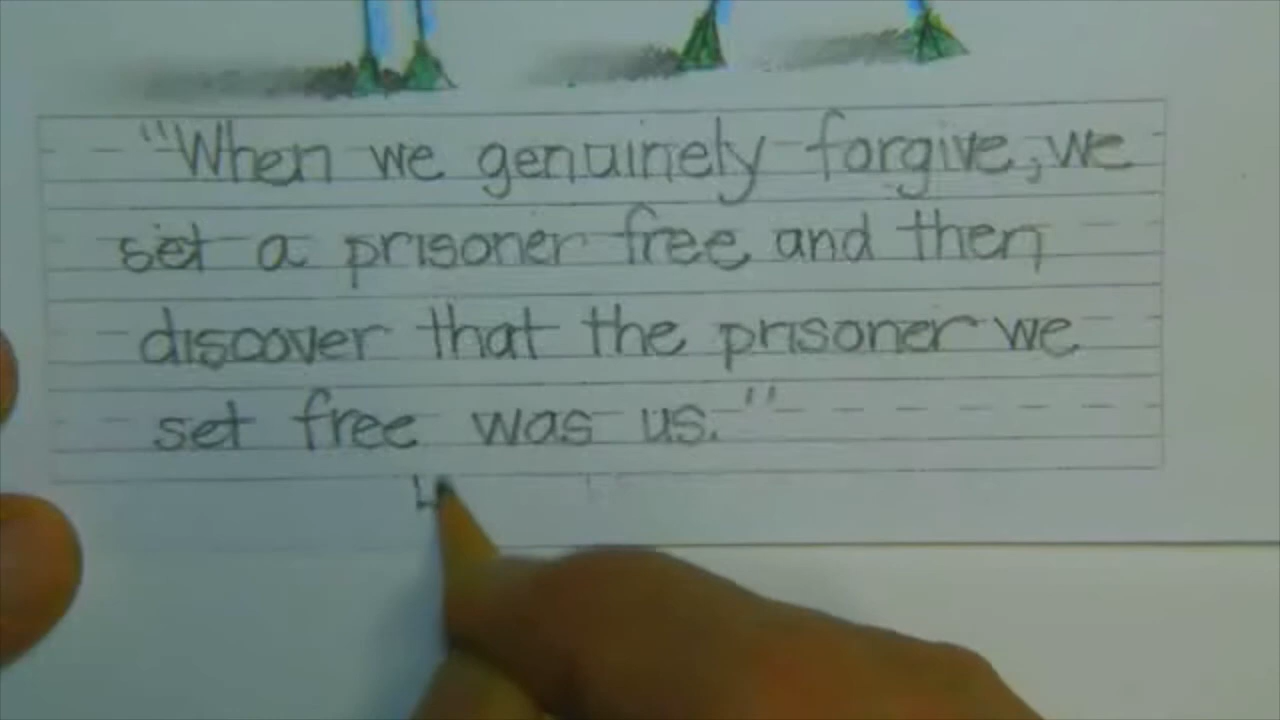 "When we genuinely forgive, we
set a prisoner free and then
discover that the prisoner we
set free was us."
L